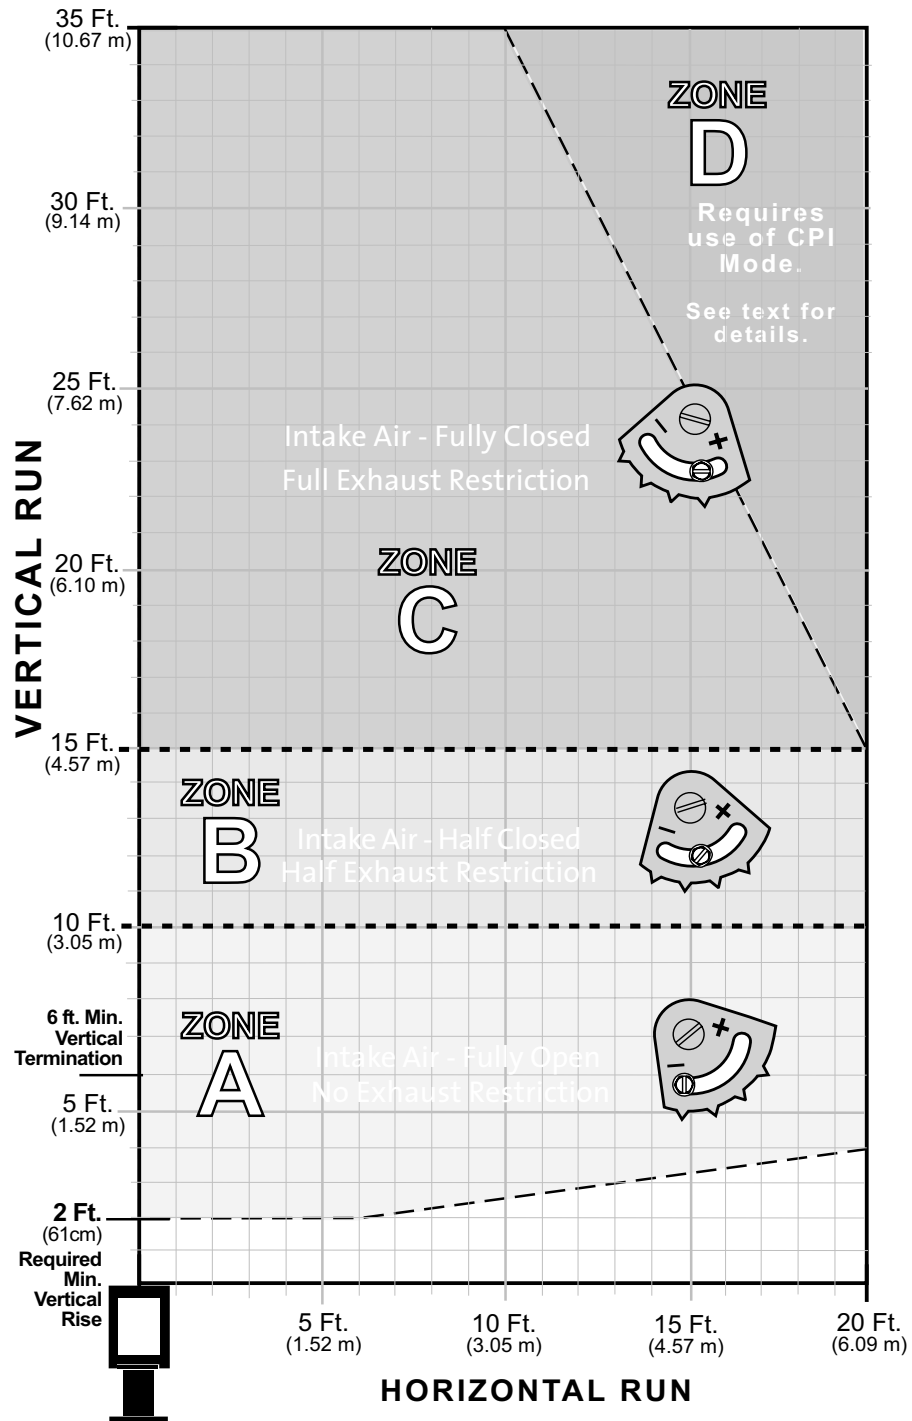 35 Ft.
(10.67 m)
ZONE
D
Requires
use of CPI
Mode.
See text for
details.
30 Ft.
(9.14 m)
25 Ft.
(7.62 m)
Intake Air - Fully Closed
Full Exhaust Restriction
- +
ZONE
C
20 Ft.
(6.10 m)
VERTICAL RUN
15 Ft.
(4.57 m)
ZONE
B
Intake Air - Half Closed
Half Exhaust Restriction
- +
10 Ft.
(3.05 m)
6 ft. Min.
Vertical
Termination
ZONE
A
Intake Air - Fully Open
No Exhaust Restriction
- +
5 Ft.
(1.52 m)
2 Ft.
(61cm)
Required
Min.
Vertical
Rise
5 Ft.
(1.52 m)
10 Ft.
(3.05 m)
15 Ft.
(4.57 m)
20 Ft.
(6.09 m)
HORIZONTAL RUN